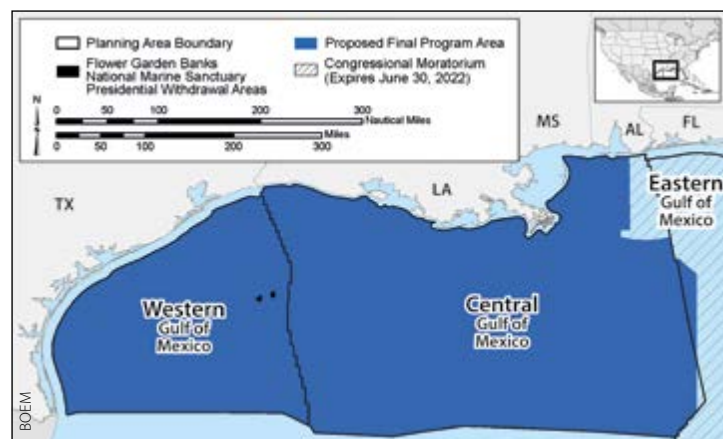 Planning Area Boundary
Flower Garden Banks
National Marine Sanctuary
Presidential Withdrawal Areas
Proposed Final Program Area
Congressional Moratorium
(Expires June 30, 2022)
N
0 50 100 200 300
Nautical Miles
0 50 100 200 300
Miles
MS
AL
FL
TX
LA
Eastern
Gulf of
Mexico
Western
Gulf of
Mexico
Central
Gulf of
Mexico
BOEM